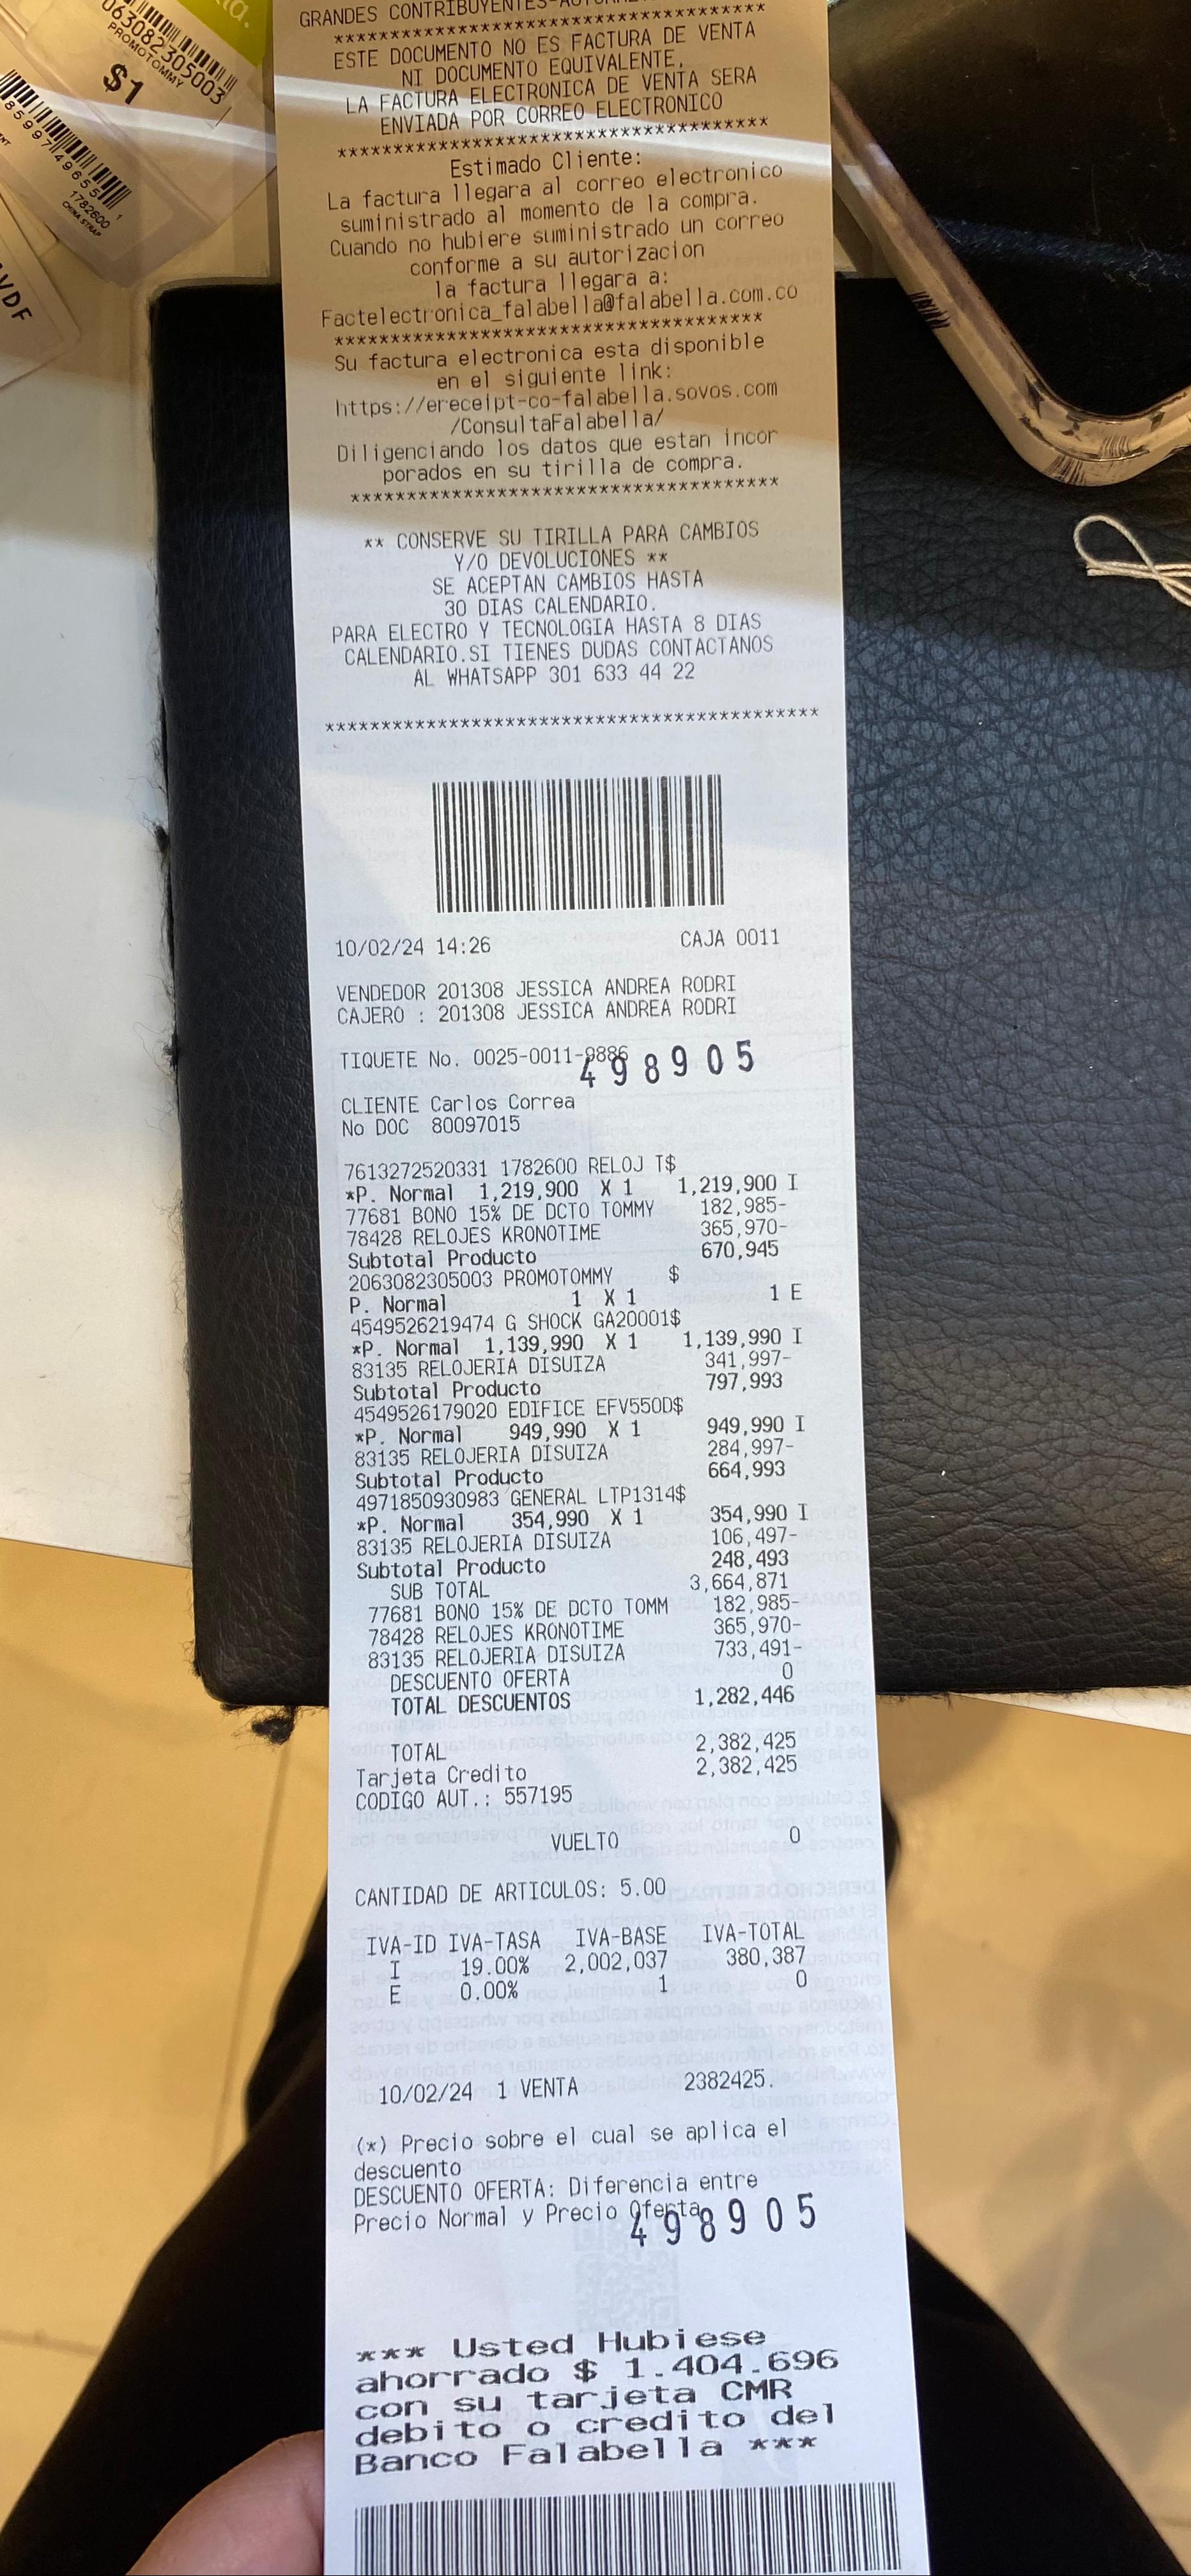 063082305003
PROMOTOMMY
$1
1782600
CHINA STRAP
VDF
GRANDES CONTRIBUYENTES
****************************************
ESTE DOCUMENTO NO ES FACTURA DE VENTA
NI DOCUMENTO EQUIVALENTE.
LA FACTURA ELECTRONICA DE VENTA SERA
ENVIADA POR CORREO ELECTRONICO
****************************************
Estimado Cliente:
La factura llegara al correo electronico
suministrado al momento de la compra.
Cuando no hubiere suministrado un correo
conforme a su autorizacion
la factura llegara a:
Factelectronica_falabella@falabella.com.co
****************************************
Su factura electronica esta disponible
en el siguiente link:
https://ereceipt-co-falabella.sovos.com
/ConsultaFalabella/
Diligenciando los datos que estan incor
porados en su tirilla de compra.
****************************************
** CONSERVE SU TIRILLA PARA CAMBIOS
Y/O DEVOLUCIONES **
SE ACEPTAN CAMBIOS HASTA
30 DIAS CALENDARIO.
PARA ELECTRO Y TECNOLOGIA HASTA 8 DIAS
CALENDARIO.SI TIENES DUDAS CONTACTANOS
AL WHATSAPP 301 633 44 22
********************************************
10/02/24 14:26 CAJA 0011
VENDEDOR 201308 JESSICA ANDREA RODRI
CAJERO : 201308 JESSICA ANDREA RODRI
TIQUETE No. 0025-0011-9886
498905
CLIENTE Carlos Correa
No DOC 80097015
7613272520331 1782600 RELOJ T$
*P. Normal 1,219,900 X 1 1,219,900 I
77681 BONO 15% DE DCTO TOMMY 182,985-
78428 RELOJES KRONOTIME 365,970-
Subtotal Producto 670,945
2063082305003 PROMOTOMMY $
P. Normal 1 X 1 1 E
4549526219474 G SHOCK GA20001$
*P. Normal 1,139,990 X 1 1,139,990 I
83135 RELOJERIA DISUIZA 341,997-
Subtotal Producto 797,993
4549526179020 EDIFICE EFV550D$
*P. Normal 949,990 X 1 949,990 I
83135 RELOJERIA DISUIZA 284,997-
Subtotal Producto 664,993
4971850930983 GENERAL LTP1314$
*P. Normal 354,990 X 1 354,990 I
83135 RELOJERIA DISUIZA 106,497-
Subtotal Producto 248,493
SUB TOTAL 3,664,871
77681 BONO 15% DE DCTO TOMM 182,985-
78428 RELOJES KRONOTIME 365,970-
83135 RELOJERIA DISUIZA 733,491-
DESCUENTO OFERTA 0
TOTAL DESCUENTOS 1,282,446
TOTAL 2,382,425
Tarjeta Credito 2,382,425
CODIGO AUT.: 557195
VUELTO 0
CANTIDAD DE ARTICULOS: 5.00
IVA-ID IVA-TASA IVA-BASE IVA-TOTAL
I 19.00% 2,002,037 380,387
E 0.00% 1 0
10/02/24 1 VENTA 2382425.
(*) Precio sobre el cual se aplica el
descuento
DESCUENTO OFERTA: Diferencia entre
Precio Normal y Precio Oferta
498905
*** Usted Hubiese
ahorrado $ 1.404.696
con su tarjeta CMR
debito o credito del
Banco Falabella ***